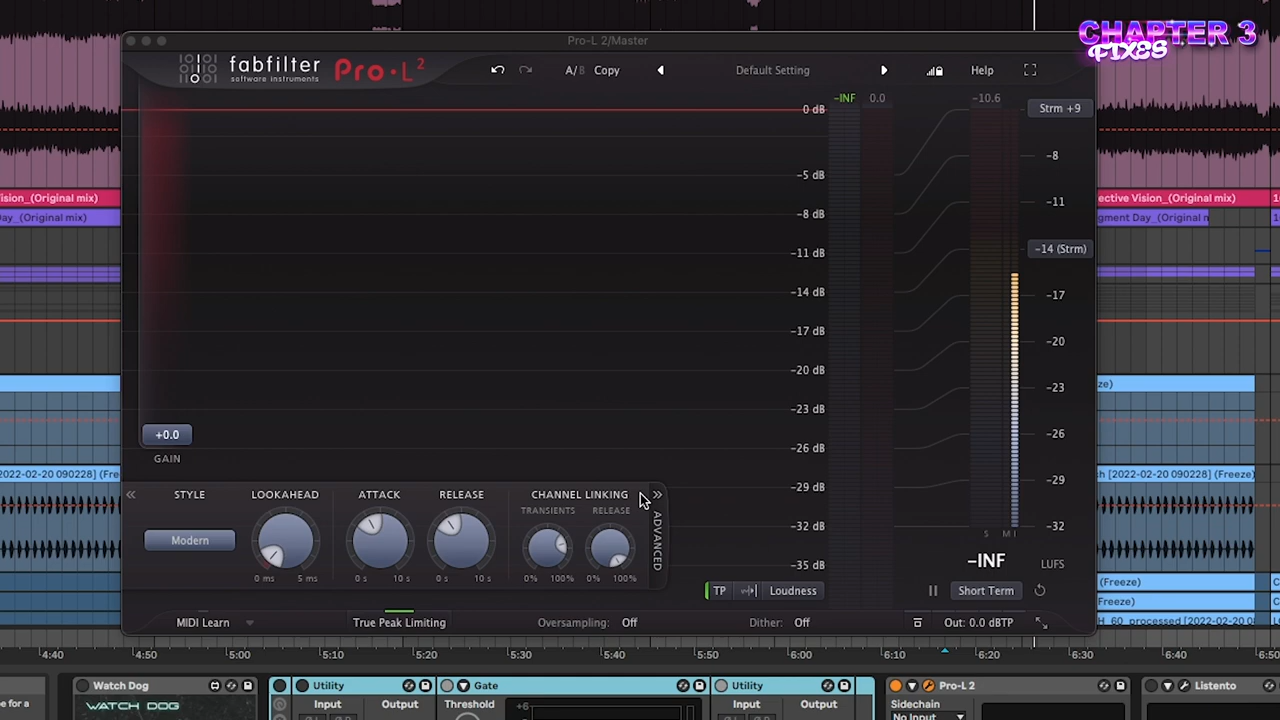 CHAPTER 3
FIXES
Pro-L 2/Master
fabfilter
software instruments
Pro·L 2
A/B Copy
Default Setting
Help
-INF 0.0
-10.6
0 dB
-5 dB
-8 dB
-11 dB
-14 dB
-17 dB
-20 dB
-23 dB
-26 dB
-29 dB
-32 dB
-35 dB
Strm +9
-8
-11
-14 (Strm)
-17
-20
-23
-26
-29
-32
S M I
-INF LUFS
Short Term
TP Loudness
+0.0
GAIN
STYLE
Modern
LOOKAHEAD
0 ms 5 ms
ATTACK
0 s 10 s
RELEASE
0 s 10 s
CHANNEL LINKING
TRANSIENTS RELEASE
0% 100% 0% 100%
ADVANCED
MIDI Learn
True Peak Limiting
Oversampling: Off
Dither: Off
Out: 0.0 dBTP
ision_(Original mix)
ay_(Original mix)
ective Vision_(Original mix)
gment Day_(Original n
ze)
[2022-02-20 090228] (Fre
ch [2022-02-20 090228] (Freeze)
(Freeze)
Freeze)
H_60_processed [2022-02-20 0
4:40 4:50 5:00 5:10 5:20 5:30 5:40 5:50 6:00 6:10 6:20 6:30 6:40 6:50
e for a
Watch Dog
WATCH DOG
Utility
Input Output
Gate
Threshold
+6
Utility
Input Output
Pro-L 2
Sidechain
No Input
Listento